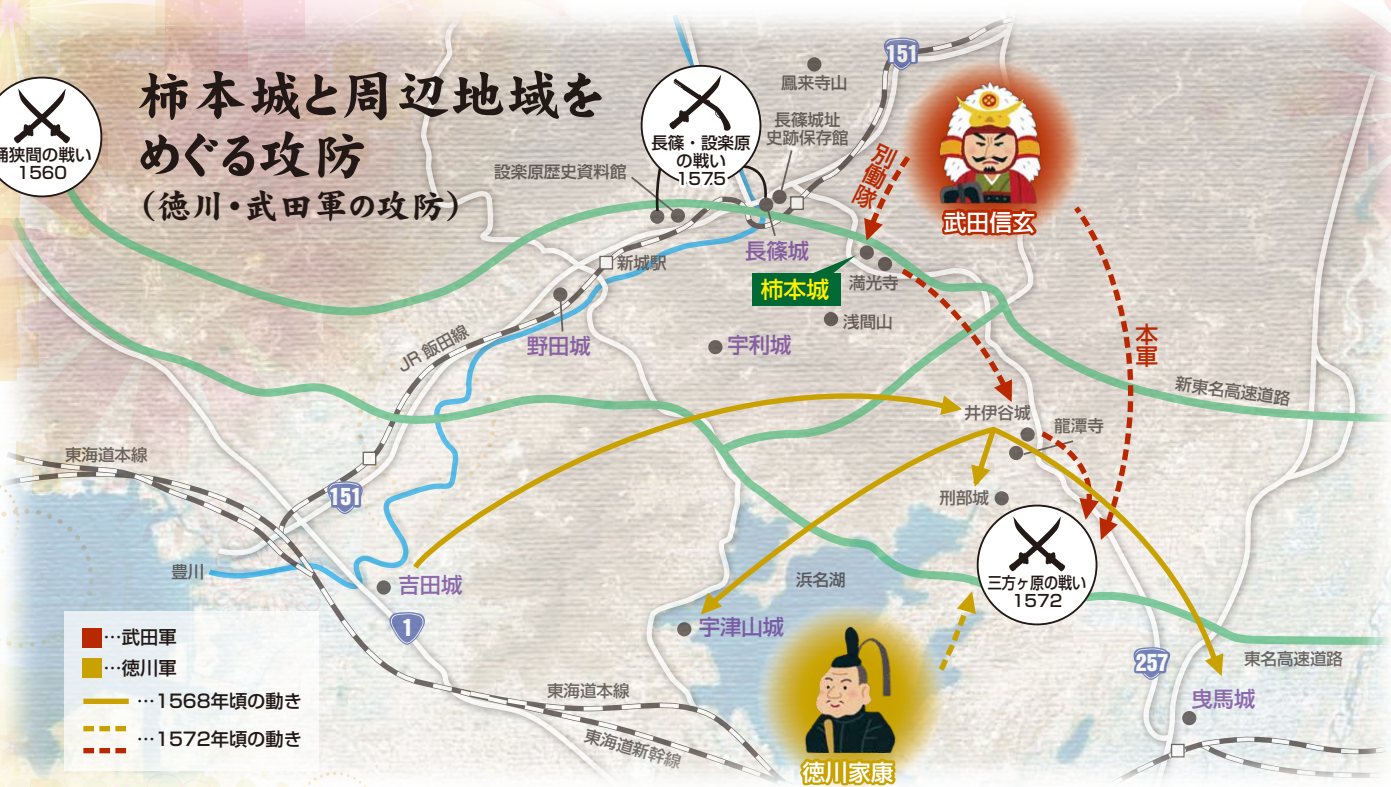 柿本城と周辺地域を
めぐる攻防
(徳川・武田軍の攻防)
桶狭間の戦い
1560
長篠・設楽原
の戦い
1575
151
鳳来寺山
長篠城址
史跡保存館
設楽原歴史資料館
別働隊
武田信玄
長篠城
新城駅
柿本城
満光寺
浅間山
野田城
宇利城
JR飯田線
本軍
新東名高速道路
井伊谷城
龍潭寺
東海道本線
151
刑部城
三方ヶ原の戦い
1572
豊川
吉田城
浜名湖
1
宇津山城
257
東名高速道路
曳馬城
東海道本線
東海道新幹線
徳川家康
…武田軍
…徳川軍
…1568年頃の動き
…1572年頃の動き